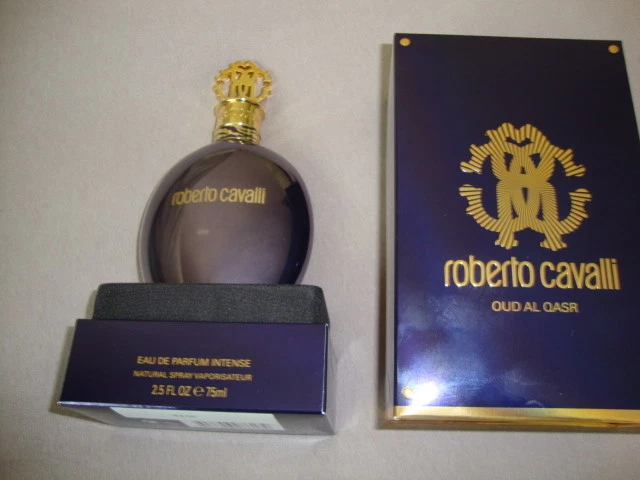 roberto cavalli
EAU DE PARFUM INTENSE
NATURAL SPRAY VAPORISATEUR
2.5 FL OZ ℮ 75ml
roberto cavalli
OUD AL QASR